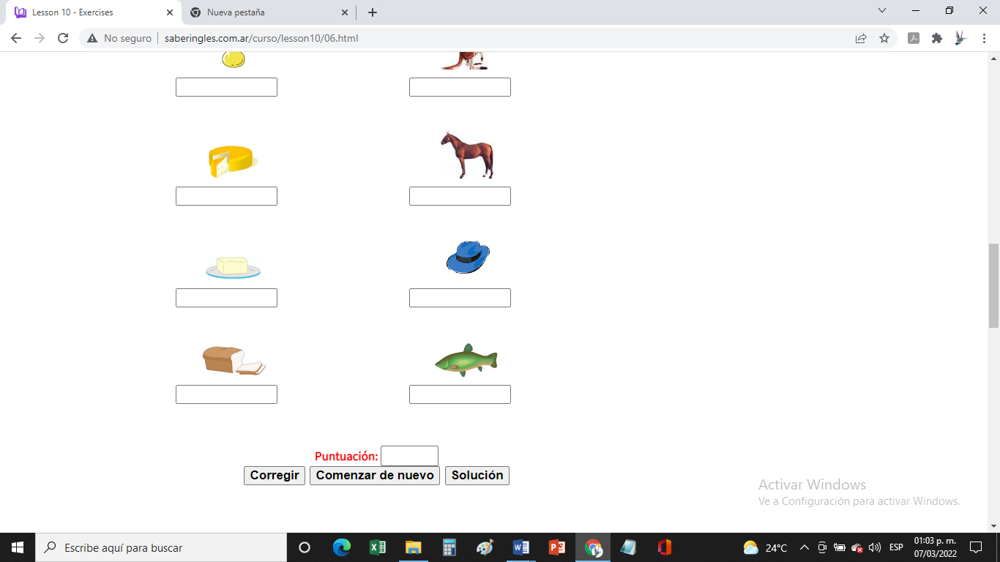 Lesson 10 - Exercises
Nueva pestaña
No seguro
saberingles.com.ar/curso/lesson10/06.html
Puntuación:
Corregir
Comenzar de nuevo
Solución
Activar Windows
Ve a Configuración para activar Windows.
Escribe aquí para buscar
24°C
ESP
01:03 p. m.
07/03/2022